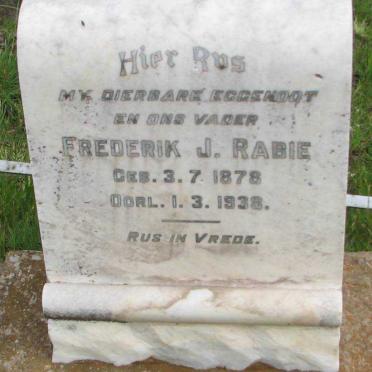 Hier Rus
MY DIERBARE EGGENOOT
EN ONS VADER
FREDERIK J. RABIE
GEB. 3. 7. 1878
OORL. 1. 3. 1938.
RUS IN VREDE.